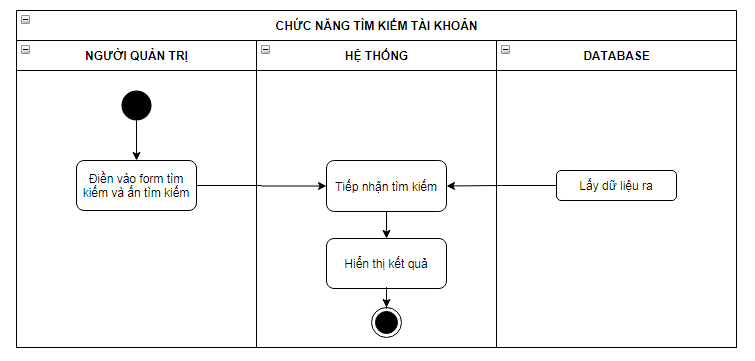 CHỨC NĂNG TÌM KIẾM TÀI KHOẢN
NGƯỜI QUẢN TRỊ
HỆ THỐNG
DATABASE
Điền vào form tìm
kiếm và ấn tìm kiếm
Tiếp nhận tìm kiếm
Lấy dữ liệu ra
Hiển thị kết quả